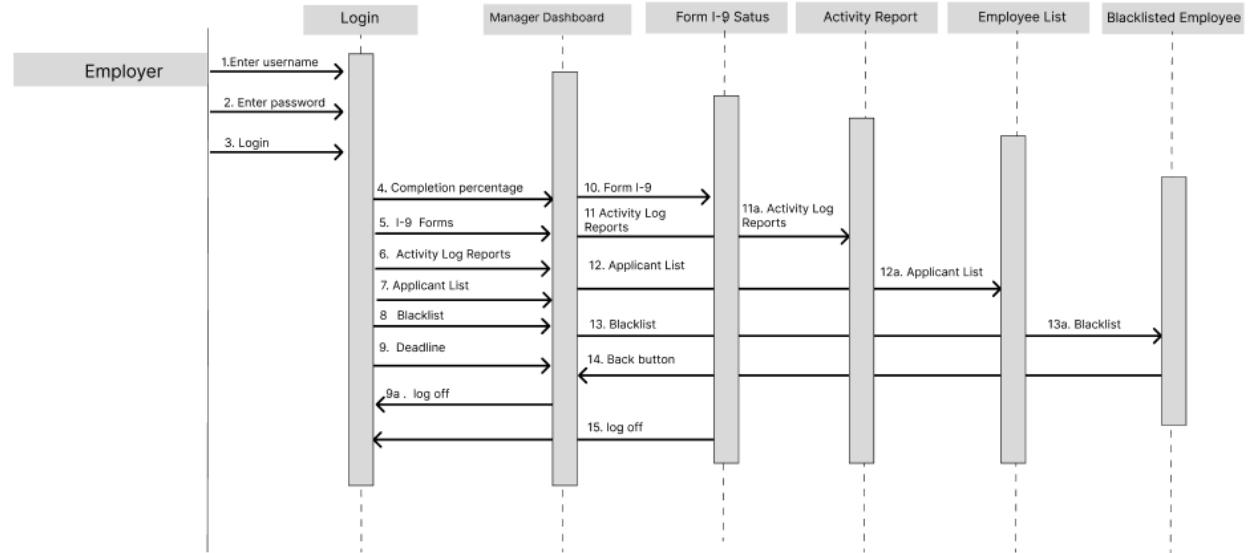 Login
Manager Dashboard
Form I-9 Satus
Activity Report
Employee List
Blacklisted Employee
Employer
1.Enter username
2. Enter password
3. Login
4. Completion percentage
10. Form I-9
5. I-9 Forms
11 Activity Log
Reports
11a. Activity Log
Reports
6. Activity Log Reports
12. Applicant List
12a. Applicant List
7. Applicant List
8 Blacklist
13. Blacklist
13a. Blacklist
9. Deadline
14. Back button
9a . log off
15. log off